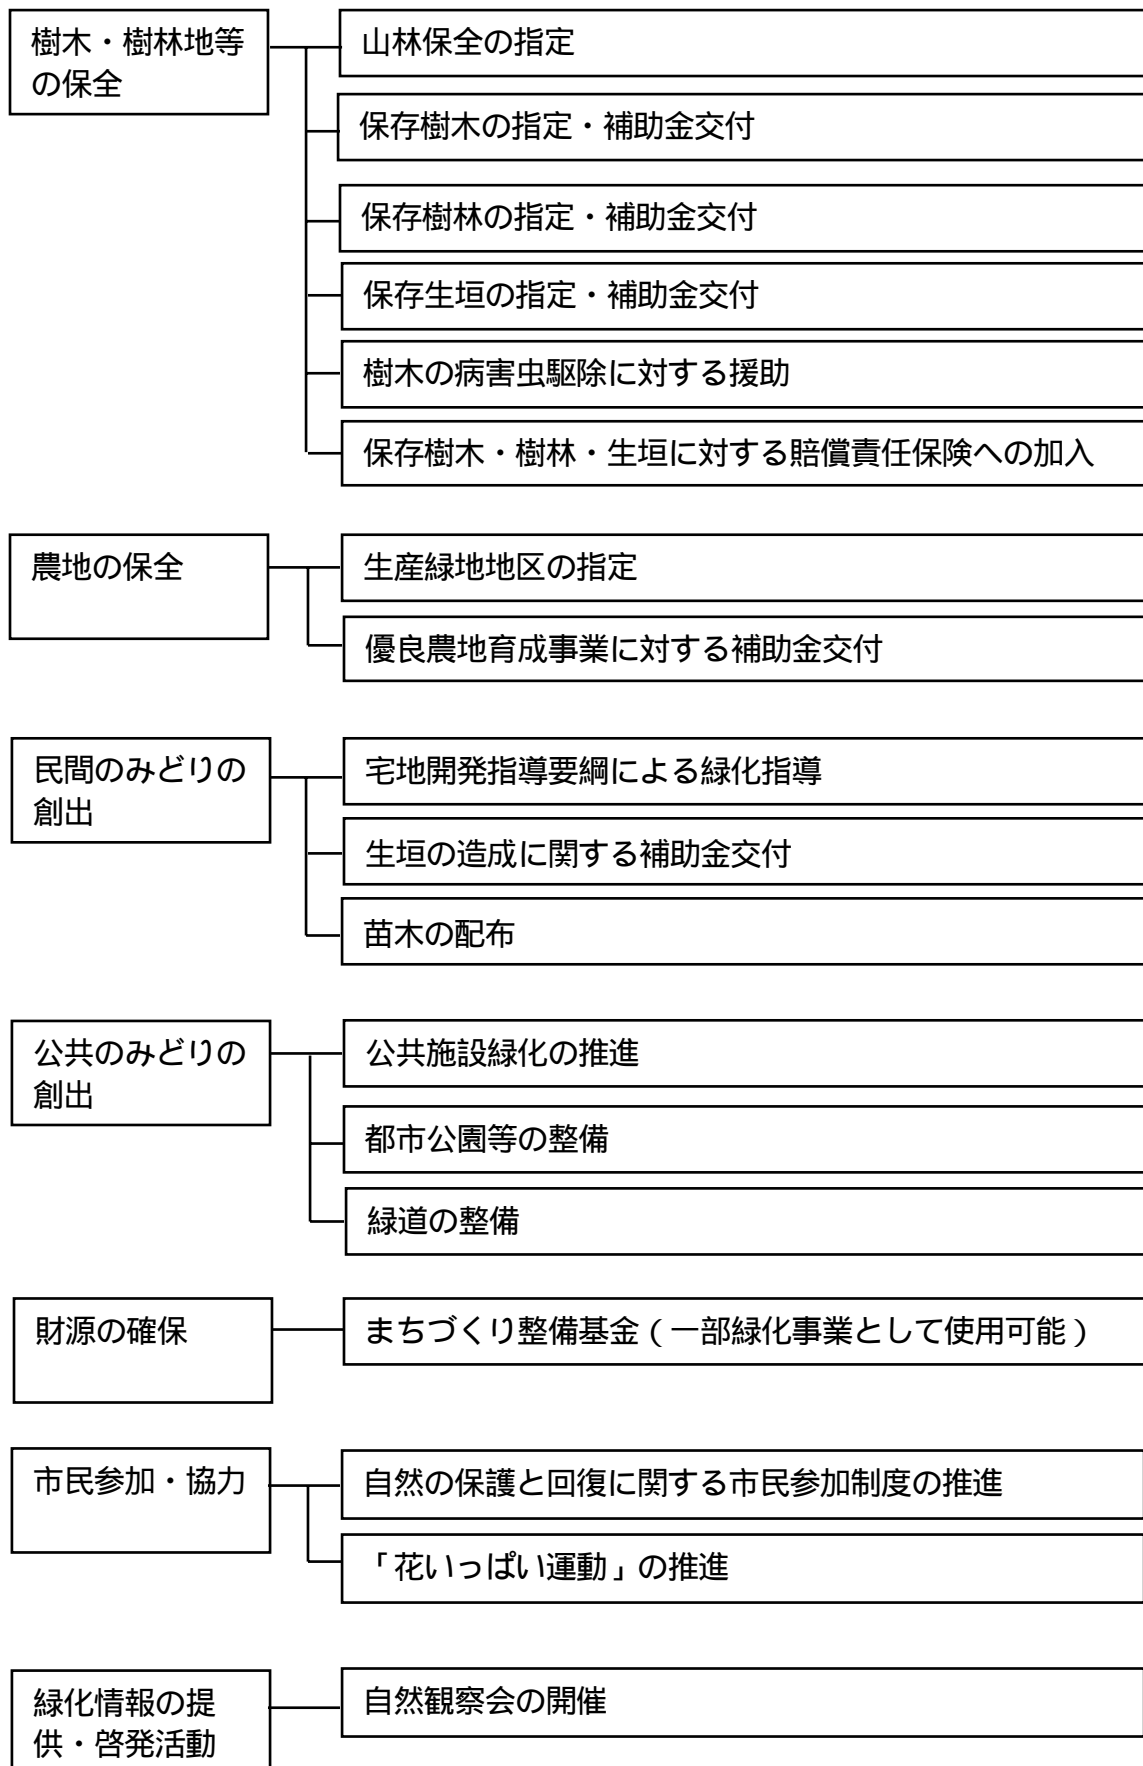 樹木・樹林地等
の保全
山林保全の指定
保存樹木の指定・補助金交付
保存樹林の指定・補助金交付
保存生垣の指定・補助金交付
樹木の病害虫駆除に対する援助
保存樹木・樹林・生垣に対する賠償責任保険への加入
農地の保全
生産緑地地区の指定
優良農地育成事業に対する補助金交付
民間のみどりの
創出
宅地開発指導要綱による緑化指導
生垣の造成に関する補助金交付
苗木の配布
公共のみどりの
創出
公共施設緑化の推進
都市公園等の整備
緑道の整備
財源の確保
まちづくり整備基金（一部緑化事業として使用可能）
市民参加・協力
自然の保護と回復に関する市民参加制度の推進
「花いっぱい運動」の推進
緑化情報の提
供・啓発活動
自然観察会の開催